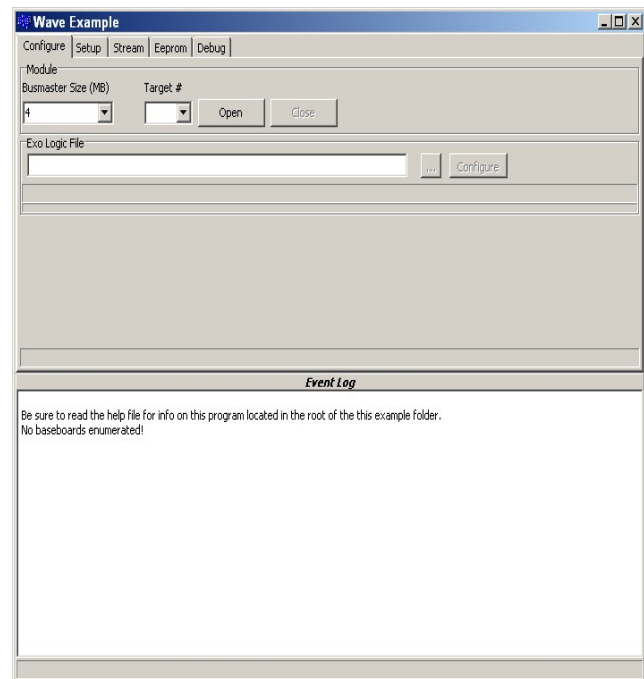 Wave Example
Configure Setup Stream Eeprom Debug
Module
Busmaster Size (MB) Target #
4 Open Close
Exo Logic File
... Configure
Event Log
Be sure to read the help file for info on this program located in the root of the this example folder.
No baseboards enumerated!